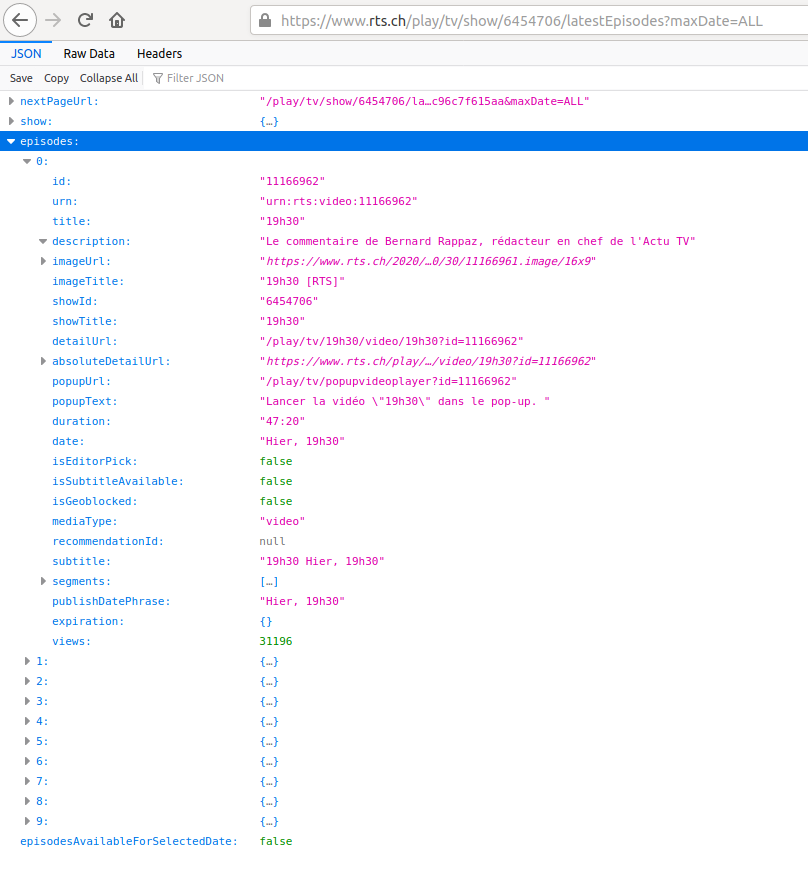 https://www.rts.ch/play/tv/show/6454706/latestEpisodes?maxDate=ALL
JSON Raw Data Headers
Save Copy Collapse All Filter JSON
nextPageUrl: "/play/tv/show/6454706/la…c96c7f615aa&maxDate=ALL"
show: {…}
episodes:
0:
id: "11166962"
urn: "urn:rts:video:11166962"
title: "19h30"
description: "Le commentaire de Bernard Rappaz, rédacteur en chef de l'Actu TV"
imageUrl: "https://www.rts.ch/2020/…0/30/11166961.image/16x9"
imageTitle: "19h30 [RTS]"
showId: "6454706"
showTitle: "19h30"
detailUrl: "/play/tv/19h30/video/19h30?id=11166962"
absoluteDetailUrl: "https://www.rts.ch/play/…/video/19h30?id=11166962"
popupUrl: "/play/tv/popupvideoplayer?id=11166962"
popupText: "Lancer la vidéo \"19h30\" dans le pop-up. "
duration: "47:20"
date: "Hier, 19h30"
isEditorPick: false
isSubtitleAvailable: false
isGeoblocked: false
mediaType: "video"
recommendationId: null
subtitle: "19h30 Hier, 19h30"
segments: […]
publishDatePhrase: "Hier, 19h30"
expiration: {}
views: 31196
1: {…}
2: {…}
3: {…}
4: {…}
5: {…}
6: {…}
7: {…}
8: {…}
9: {…}
episodesAvailableForSelectedDate: false